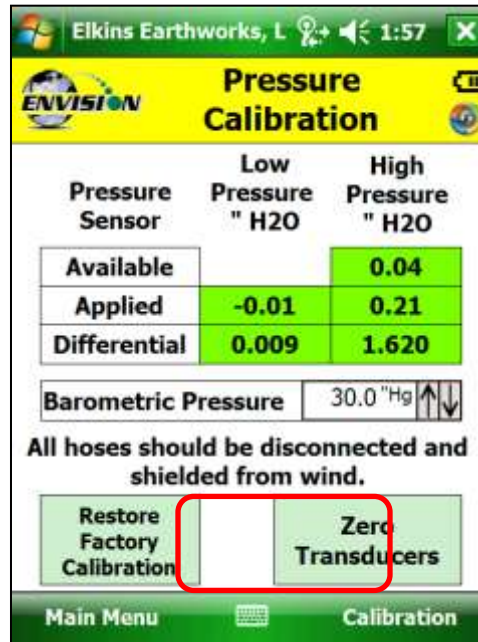 Elkins Earthworks, L 1:57
ENVISION
Pressure
Calibration
Pressure
Sensor
Low
Pressure
" H2O
High
Pressure
" H2O
Available 0.04
Applied -0.01 0.21
Differential 0.009 1.620
Barometric Pressure 30.0 "Hg
All hoses should be disconnected and
shielded from wind.
Restore
Factory
Calibration
Zero
Transducers
Main Menu Calibration